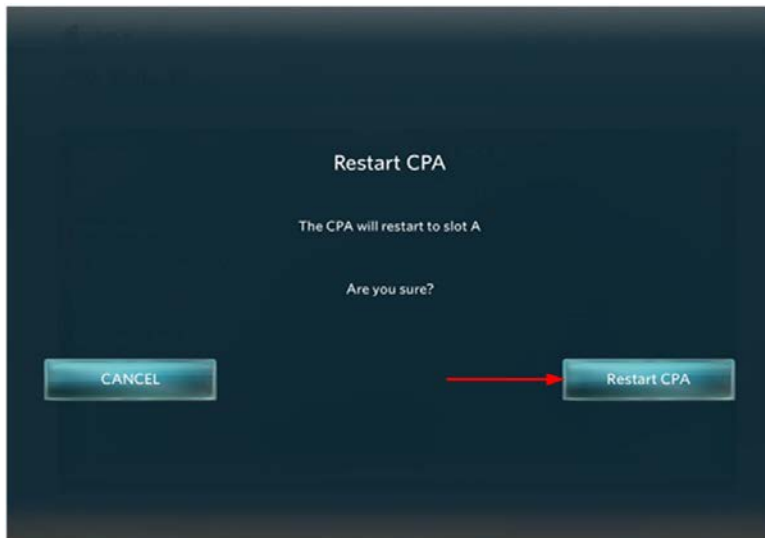 Restart CPA
The CPA will restart to slot A
Are you sure?
CANCEL
Restart CPA